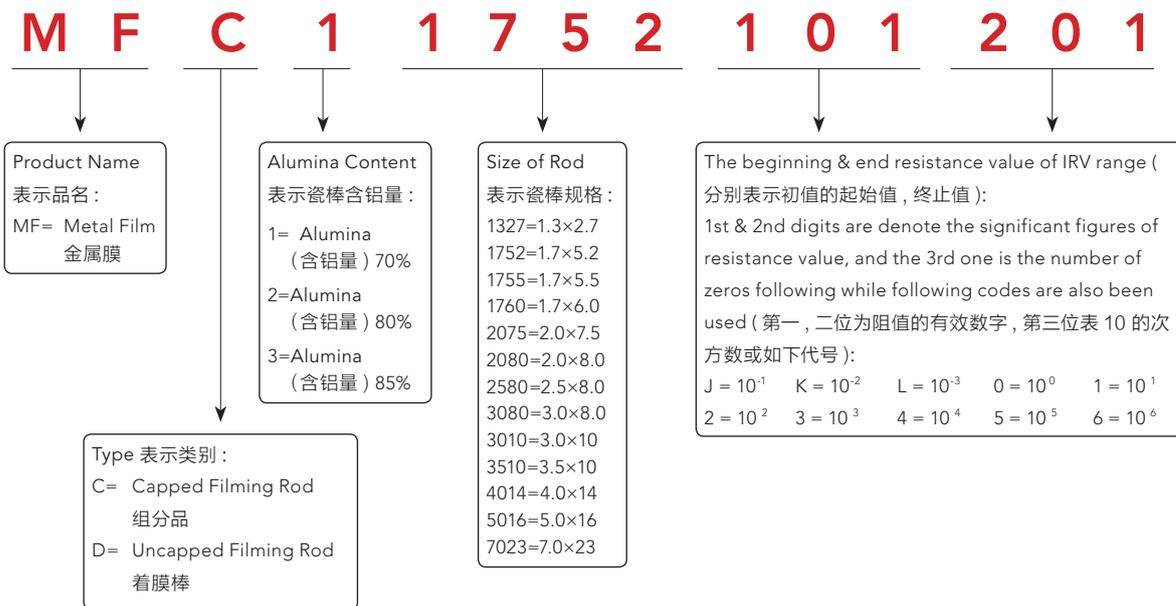 M F C 1 1 7 5 2 1 0 1 2 0 1
Product Name
表示品名 :
MF= Metal Film
金属膜
Type 表示类别 :
C= Capped Filming Rod
组分品
D= Uncapped Filming Rod
着膜棒
Alumina Content
表示瓷棒含铝量 :
1= Alumina
( 含铝量 ) 70%
2=Alumina
( 含铝量 ) 80%
3=Alumina
( 含铝量 ) 85%
Size of Rod
表示瓷棒规格 :
1327=1.3×2.7
1752=1.7×5.2
1755=1.7×5.5
1760=1.7×6.0
2075=2.0×7.5
2080=2.0×8.0
2580=2.5×8.0
3080=3.0×8.0
3010=3.0×10
3510=3.5×10
4014=4.0×14
5016=5.0×16
7023=7.0×23
The beginning & end resistance value of IRV range (
分别表示初值的起始值 , 终止值 ):
1st & 2nd digits are denote the significant figures of
resistance value, and the 3rd one is the number of
zeros following while following codes are also been
used ( 第一 , 二位为阻值的有效数字 , 第三位表 10 的次
方数或如下代号 ):
J = 10⁻¹ K = 10⁻² L = 10⁻³ 0 = 10⁰ 1 = 10¹
2 = 10² 3 = 10³ 4 = 10⁴ 5 = 10⁵ 6 = 10⁶